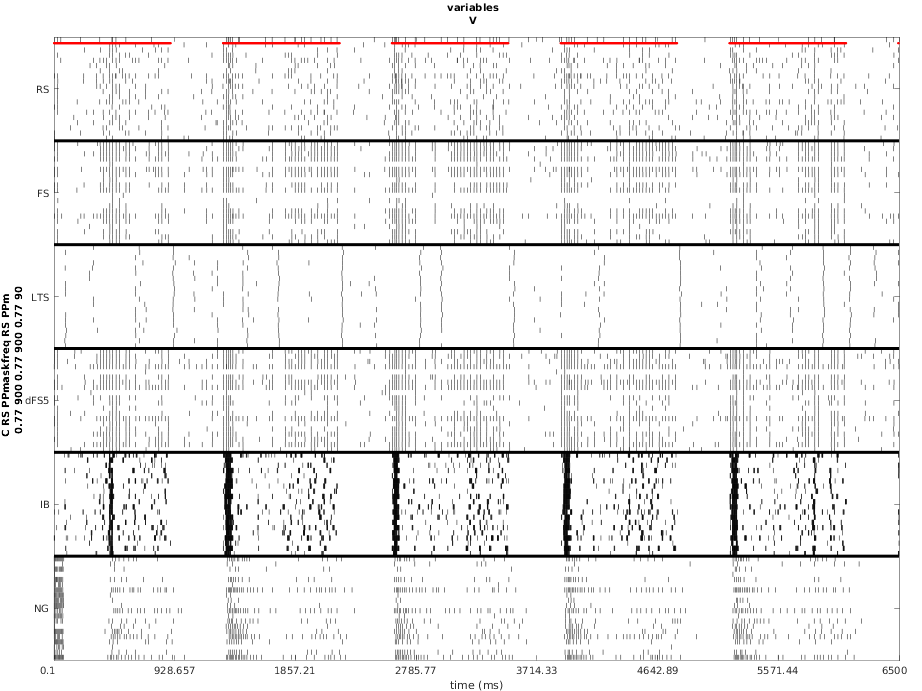 variables
V
RS
FS
LTS
dFS5
IB
NG
C RS PPmaskfreq RS PPm
0.77 900 0.77 900 0.77 90
0.1 928.657 1857.21 2785.77 3714.33 4642.89 5571.44 6500
time (ms)